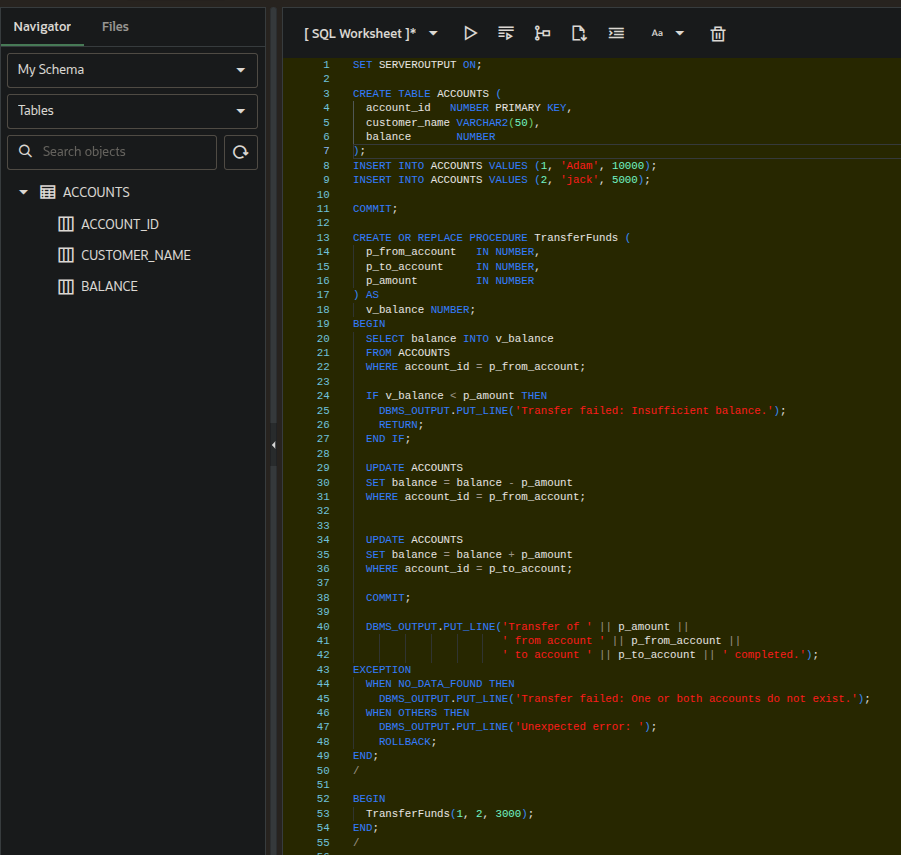 Navigator Files
My Schema
Tables
Search objects
ACCOUNTS
ACCOUNT_ID
CUSTOMER_NAME
BALANCE
[ SQL Worksheet ]* Aa
1 SET SERVEROUTPUT ON;
2
3 CREATE TABLE ACCOUNTS (
4 account_id NUMBER PRIMARY KEY,
5 customer_name VARCHAR2(50),
6 balance NUMBER
7 );
8 INSERT INTO ACCOUNTS VALUES (1, 'Adam', 10000);
9 INSERT INTO ACCOUNTS VALUES (2, 'jack', 5000);
10
11 COMMIT;
12
13 CREATE OR REPLACE PROCEDURE TransferFunds (
14 p_from_account IN NUMBER,
15 p_to_account IN NUMBER,
16 p_amount IN NUMBER
17 ) AS
18 v_balance NUMBER;
19 BEGIN
20 SELECT balance INTO v_balance
21 FROM ACCOUNTS
22 WHERE account_id = p_from_account;
23
24 IF v_balance < p_amount THEN
25 DBMS_OUTPUT.PUT_LINE('Transfer failed: Insufficient balance.');
26 RETURN;
27 END IF;
28
29 UPDATE ACCOUNTS
30 SET balance = balance - p_amount
31 WHERE account_id = p_from_account;
32
33
34 UPDATE ACCOUNTS
35 SET balance = balance + p_amount
36 WHERE account_id = p_to_account;
37
38 COMMIT;
39
40 DBMS_OUTPUT.PUT_LINE('Transfer of ' || p_amount ||
41 ' from account ' || p_from_account ||
42 ' to account ' || p_to_account || ' completed.');
43 EXCEPTION
44 WHEN NO_DATA_FOUND THEN
45 DBMS_OUTPUT.PUT_LINE('Transfer failed: One or both accounts do not exist.');
46 WHEN OTHERS THEN
47 DBMS_OUTPUT.PUT_LINE('Unexpected error: ');
48 ROLLBACK;
49 END;
50 /
51
52 BEGIN
53 TransferFunds(1, 2, 3000);
54 END;
55 /